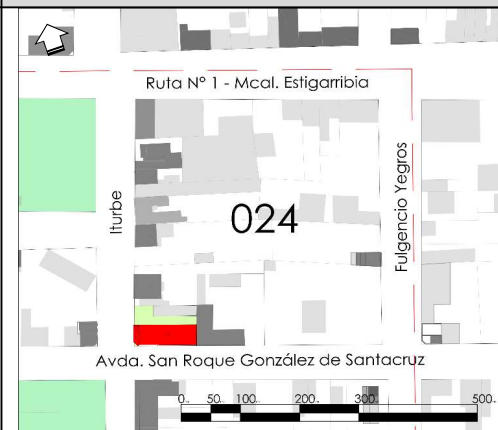 Ruta N° 1 - Mcal. Estigarribia
Iturbe
Fulgencio Yegros
024
Avda. San Roque González de Santacruz
0.. 50.. 100.. 200.. 300.. 500..